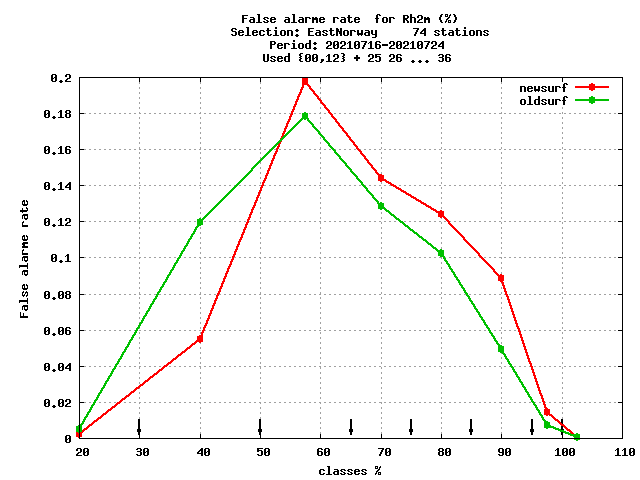 False alarme rate  for Rh2m (%)
Selection: EastNorway     74 stations
Period: 20210716-20210724
Used {00,12} + 25 26 ... 36
newsurf
oldsurf
0.2
0.18
0.16
0.14
0.12
0.1
0.08
0.06
0.04
0.02
0
False alarme rate
20 30 40 50 60 70 80 90 100 110
classes %